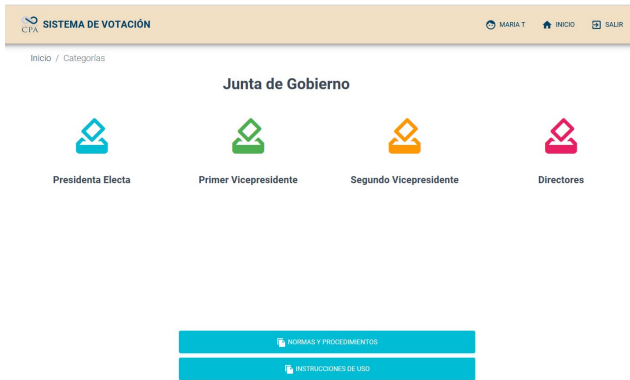 CPA SISTEMA DE VOTACIÓN MARIA T INICIO SALIR
Inicio / Categorías
Junta de Gobierno
Presidenta Electa Primer Vicepresidente Segundo Vicepresidente Directores
NORMAS Y PROCEDIMIENTOS
INSTRUCCIONES DE USO